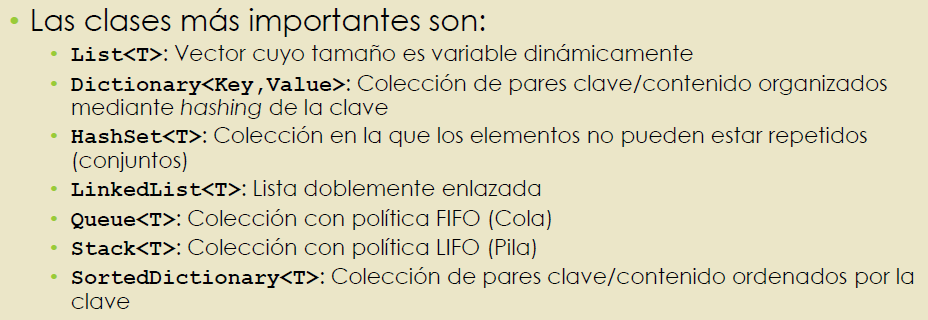 • Las clases más importantes son:
• List<T>: Vector cuyo tamaño es variable dinámicamente
• Dictionary<Key,Value>: Colección de pares clave/contenido organizados
mediante hashing de la clave
• HashSet<T>: Colección en la que los elementos no pueden estar repetidos
(conjuntos)
• LinkedList<T>: Lista doblemente enlazada
• Queue<T>: Colección con política FIFO (Cola)
• Stack<T>: Colección con política LIFO (Pila)
• SortedDictionary<T>: Colección de pares clave/contenido ordenados por la
clave